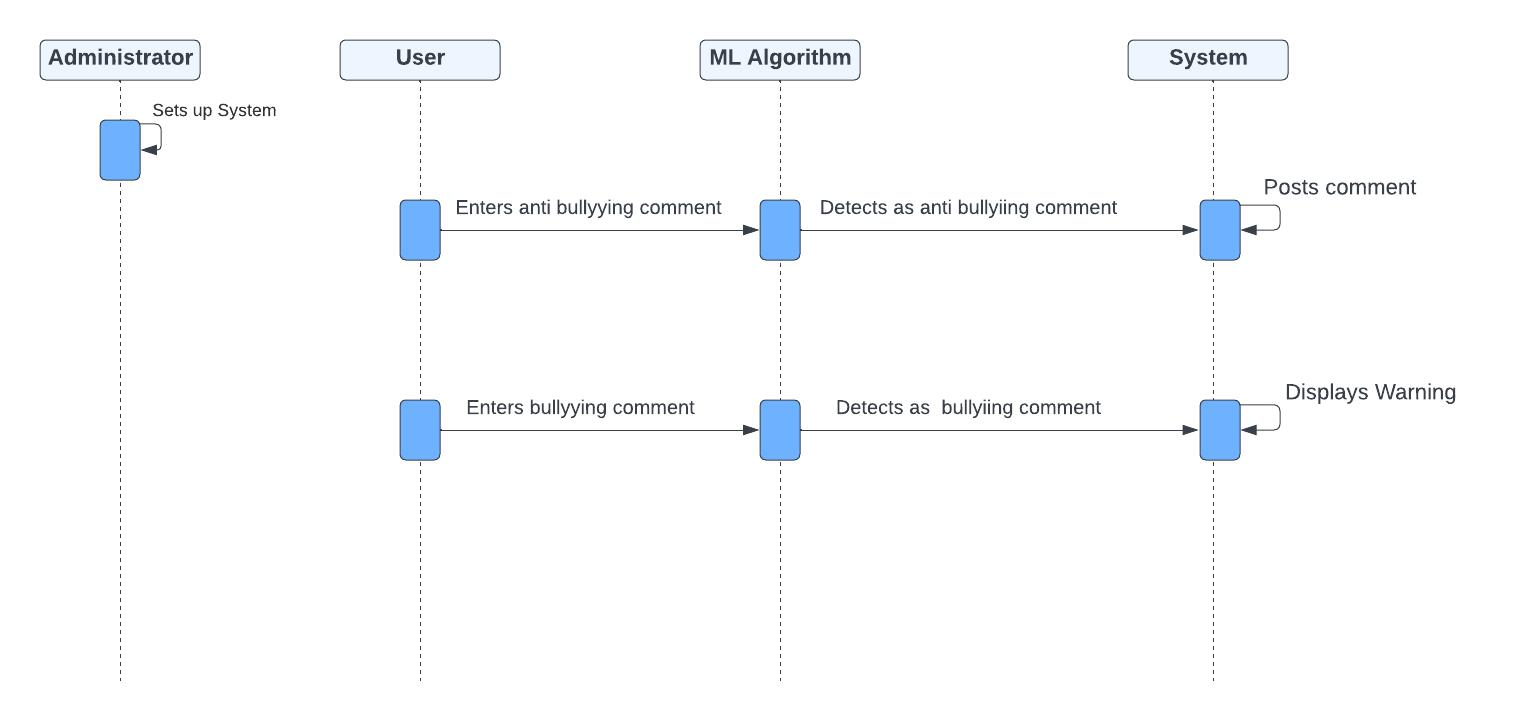 Administrator
User
ML Algorithm
System
Sets up System
Posts comment
Enters anti bullyying comment
Detects as anti bullyiing comment
Displays Warning
Enters bullyying comment
Detects as  bullyiing comment